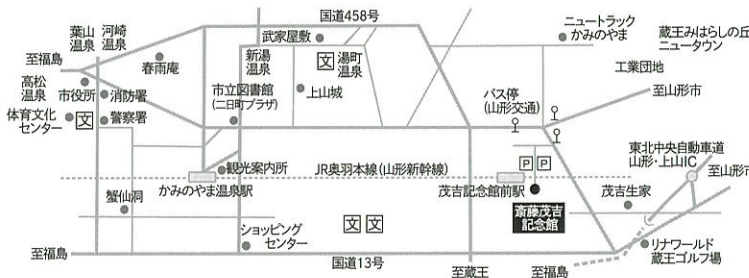 国道458号
葉山
温泉
河崎
温泉
武家屋敷
ニュートラック
かみのやま
蔵王みはらしの丘
ニュータウン
至福島
春雨庵
新湯
温泉
文
湯町
温泉
工業団地
高松
温泉
市役所
消防署
市立図書館
(二日町プラザ)
上山城
バス停
(山形交通)
至山形市
体育文化
センター
文
警察署
東北中央自動車道
山形・上山IC
観光案内所
JR奥羽本線(山形新幹線)
P
P
至山形市
かみのやま温泉駅
茂吉記念館前駅
茂吉生家
蟹仙洞
斎藤茂吉
記念館
文
文
ショッピング
センター
リナワールド
蔵王ゴルフ場
至福島
国道13号
至蔵王
至福島